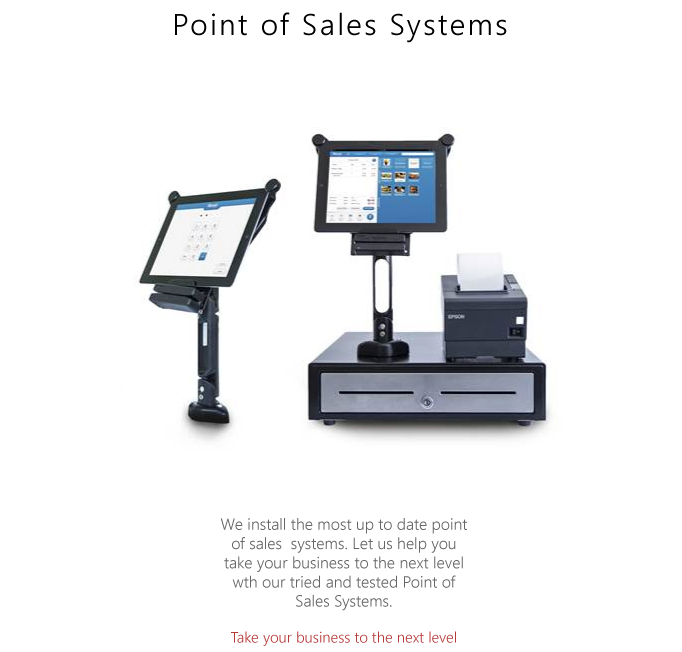 Point of Sales Systems
EPSON
We install the most up to date point
of sales  systems. Let us help you
take your business to the next level
wth our tried and tested Point of
Sales Systems.
Take your business to the next level